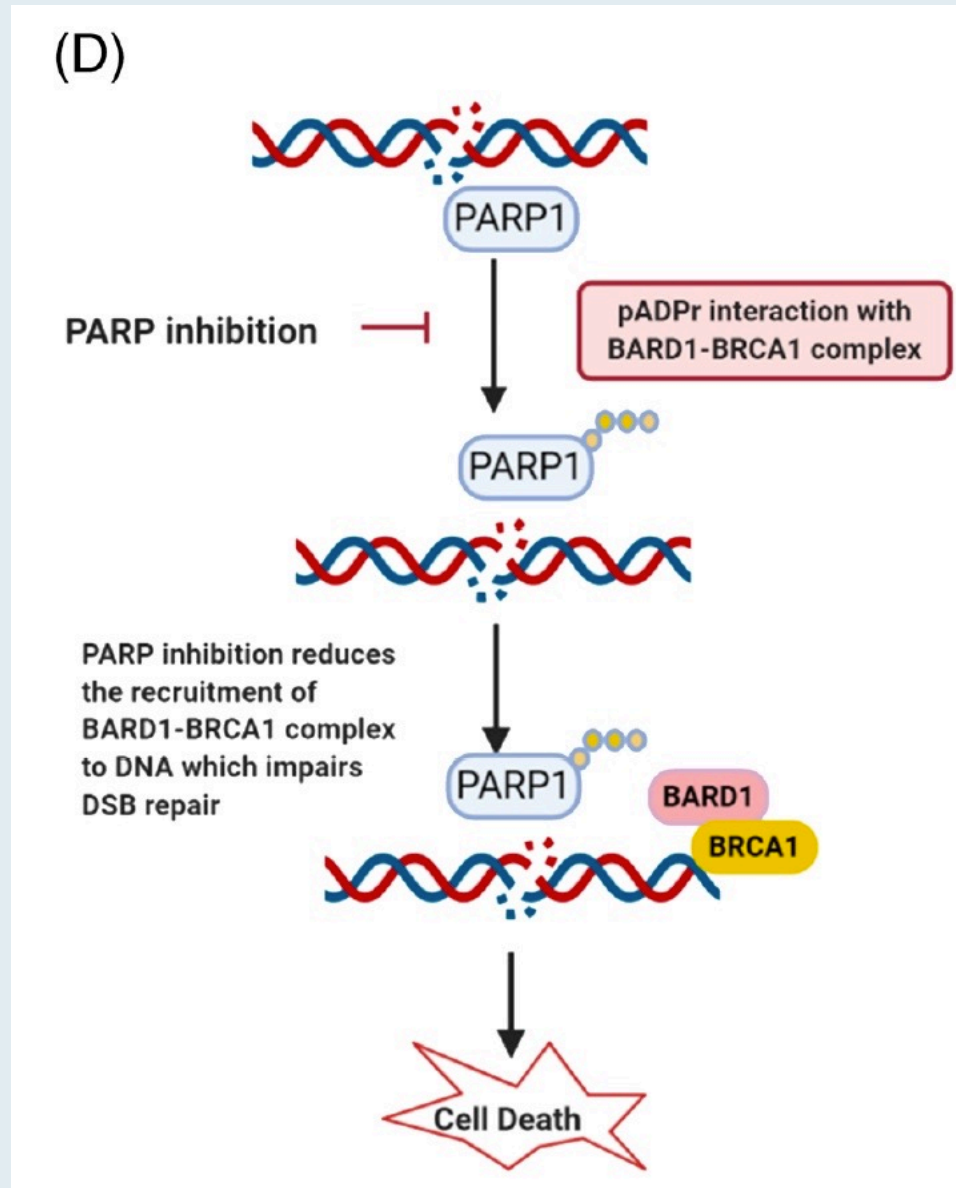 (D)
PARP1
PARP inhibition
pADPr interaction with
BARD1-BRCA1 complex
PARP1
PARP inhibition reduces
the recruitment of
BARD1-BRCA1 complex
to DNA which impairs
DSB repair
PARP1
BARD1
BRCA1
Cell Death